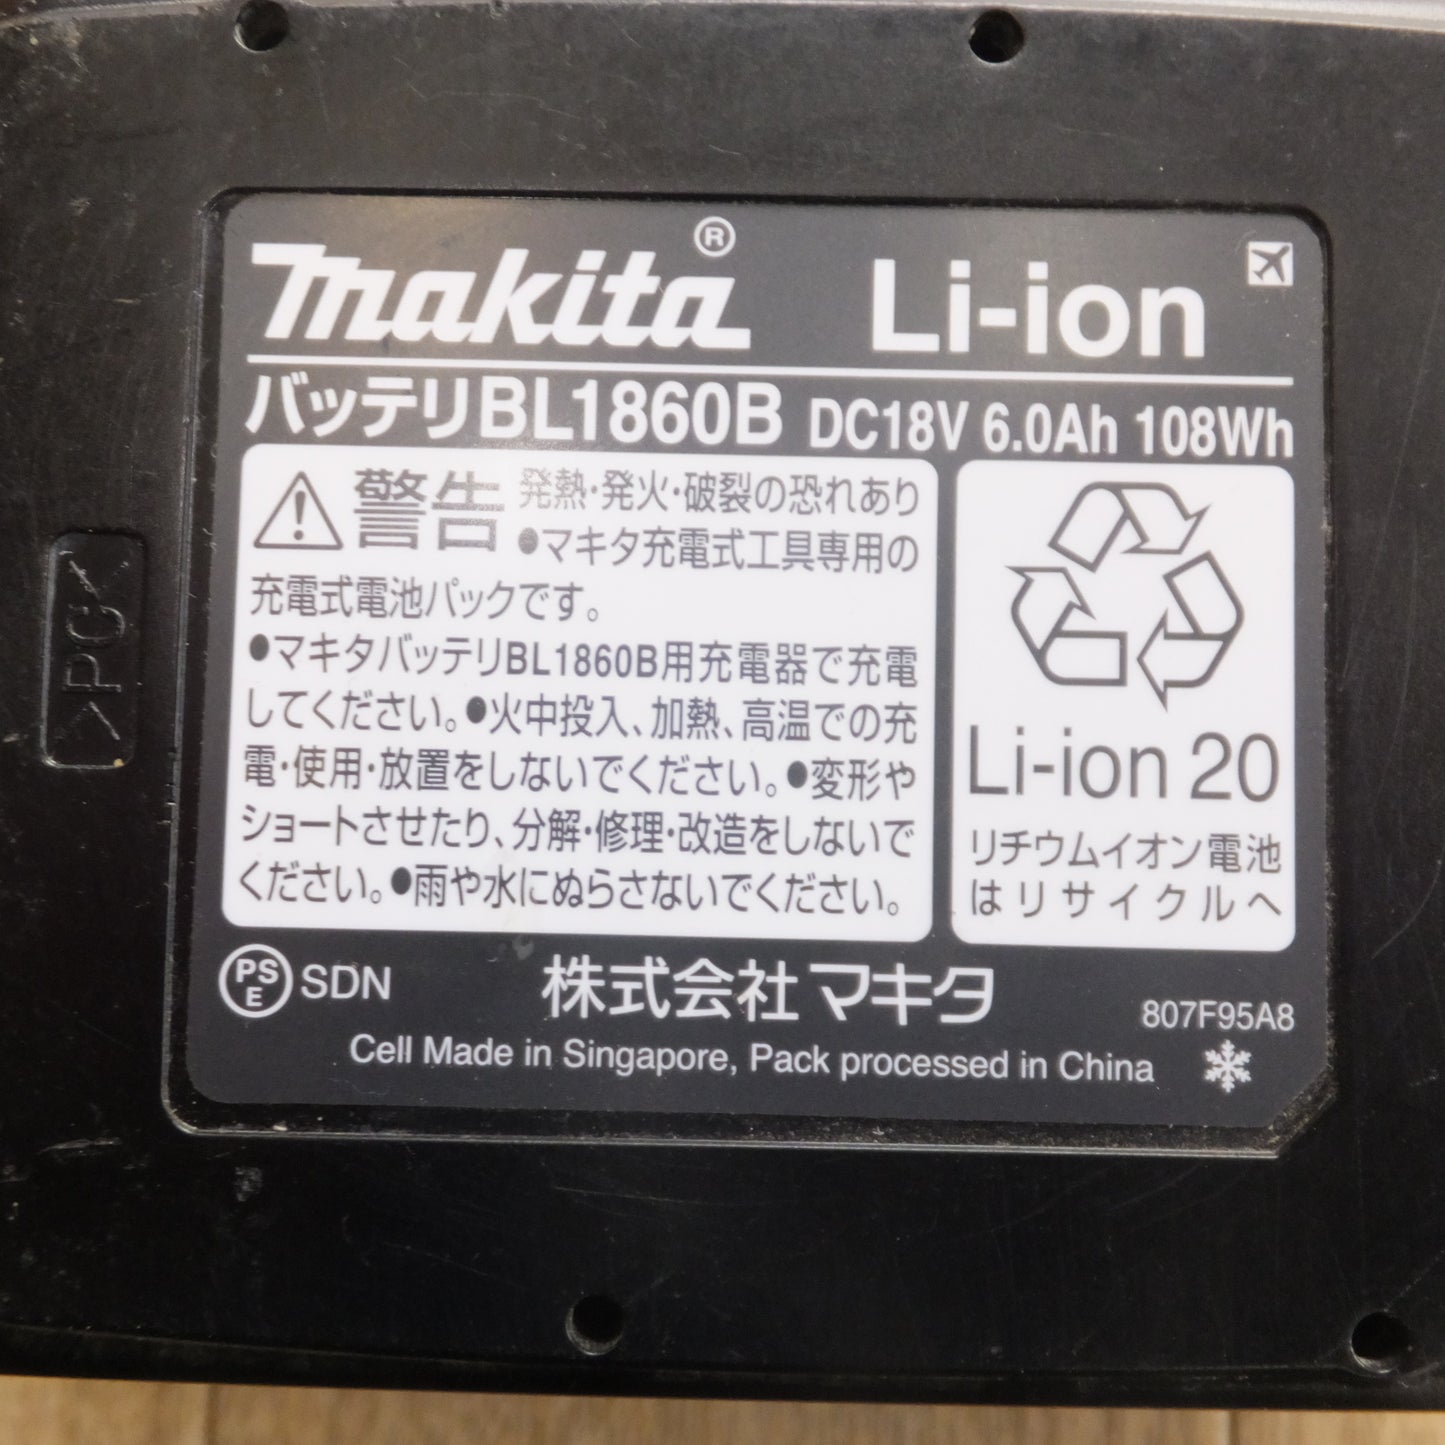 makita® Li-ion
バッテリBL1860B DC18V 6.0Ah 108Wh
警告 発熱・発火・破裂の恐れあり
●マキタ充電式工具専用の
充電式電池パックです。
●マキタバッテリBL1860B用充電器で充電
してください。●火中投入、加熱、高温での充
電・使用・放置をしないでください。●変形や
ショートさせたり、分解・修理・改造をしないで
ください。●雨や水にぬらさないでください。
Li-ion 20
リチウムイオン電池
はリサイクルへ
PSE SDN 株式会社マキタ 807F95A8
Cell Made in Singapore, Pack processed in China
>PC<